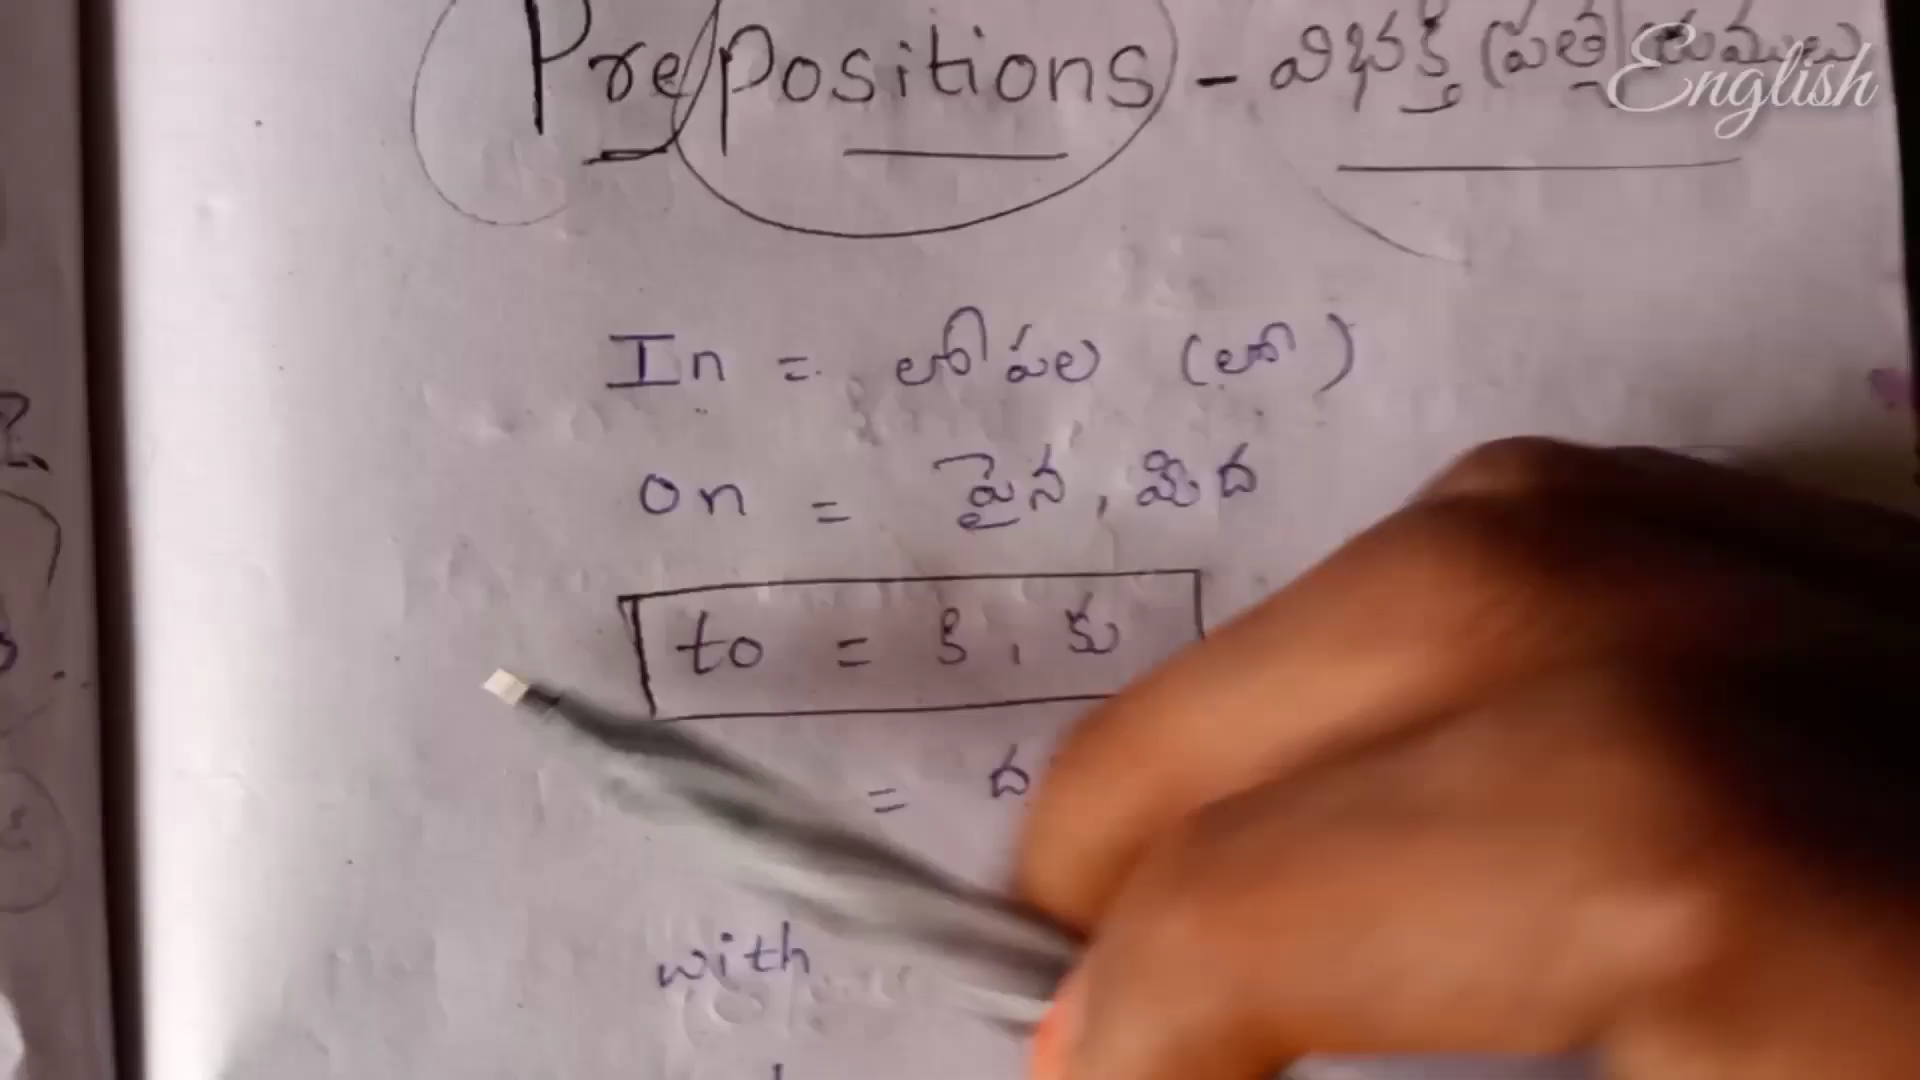 Prepositions - విభక్తి ప్రత్యయములు
English
In = లోపల (లో)
on = పైన, మీద
to = కి, కు
= ద
with